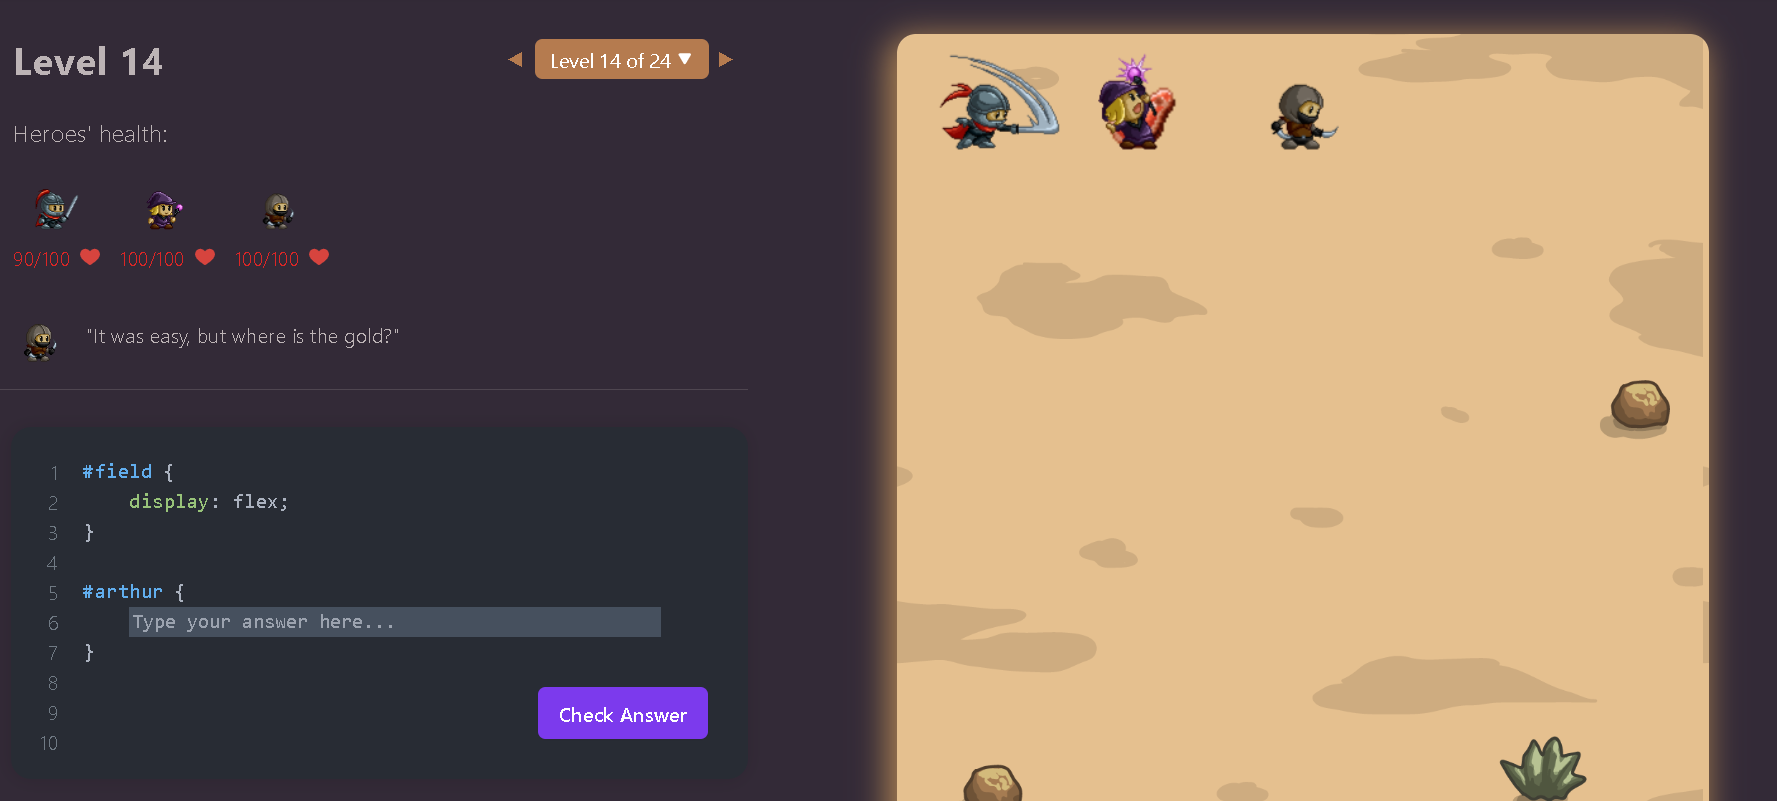 Level 14
◀ Level 14 of 24 ▼ ▶
Heroes' health:
90/100 100/100 100/100
"It was easy, but where is the gold?"
1 #field {
2 display: flex;
3 }
4
5 #arthur {
6 Type your answer here...
7 }
8
9
10
Check Answer